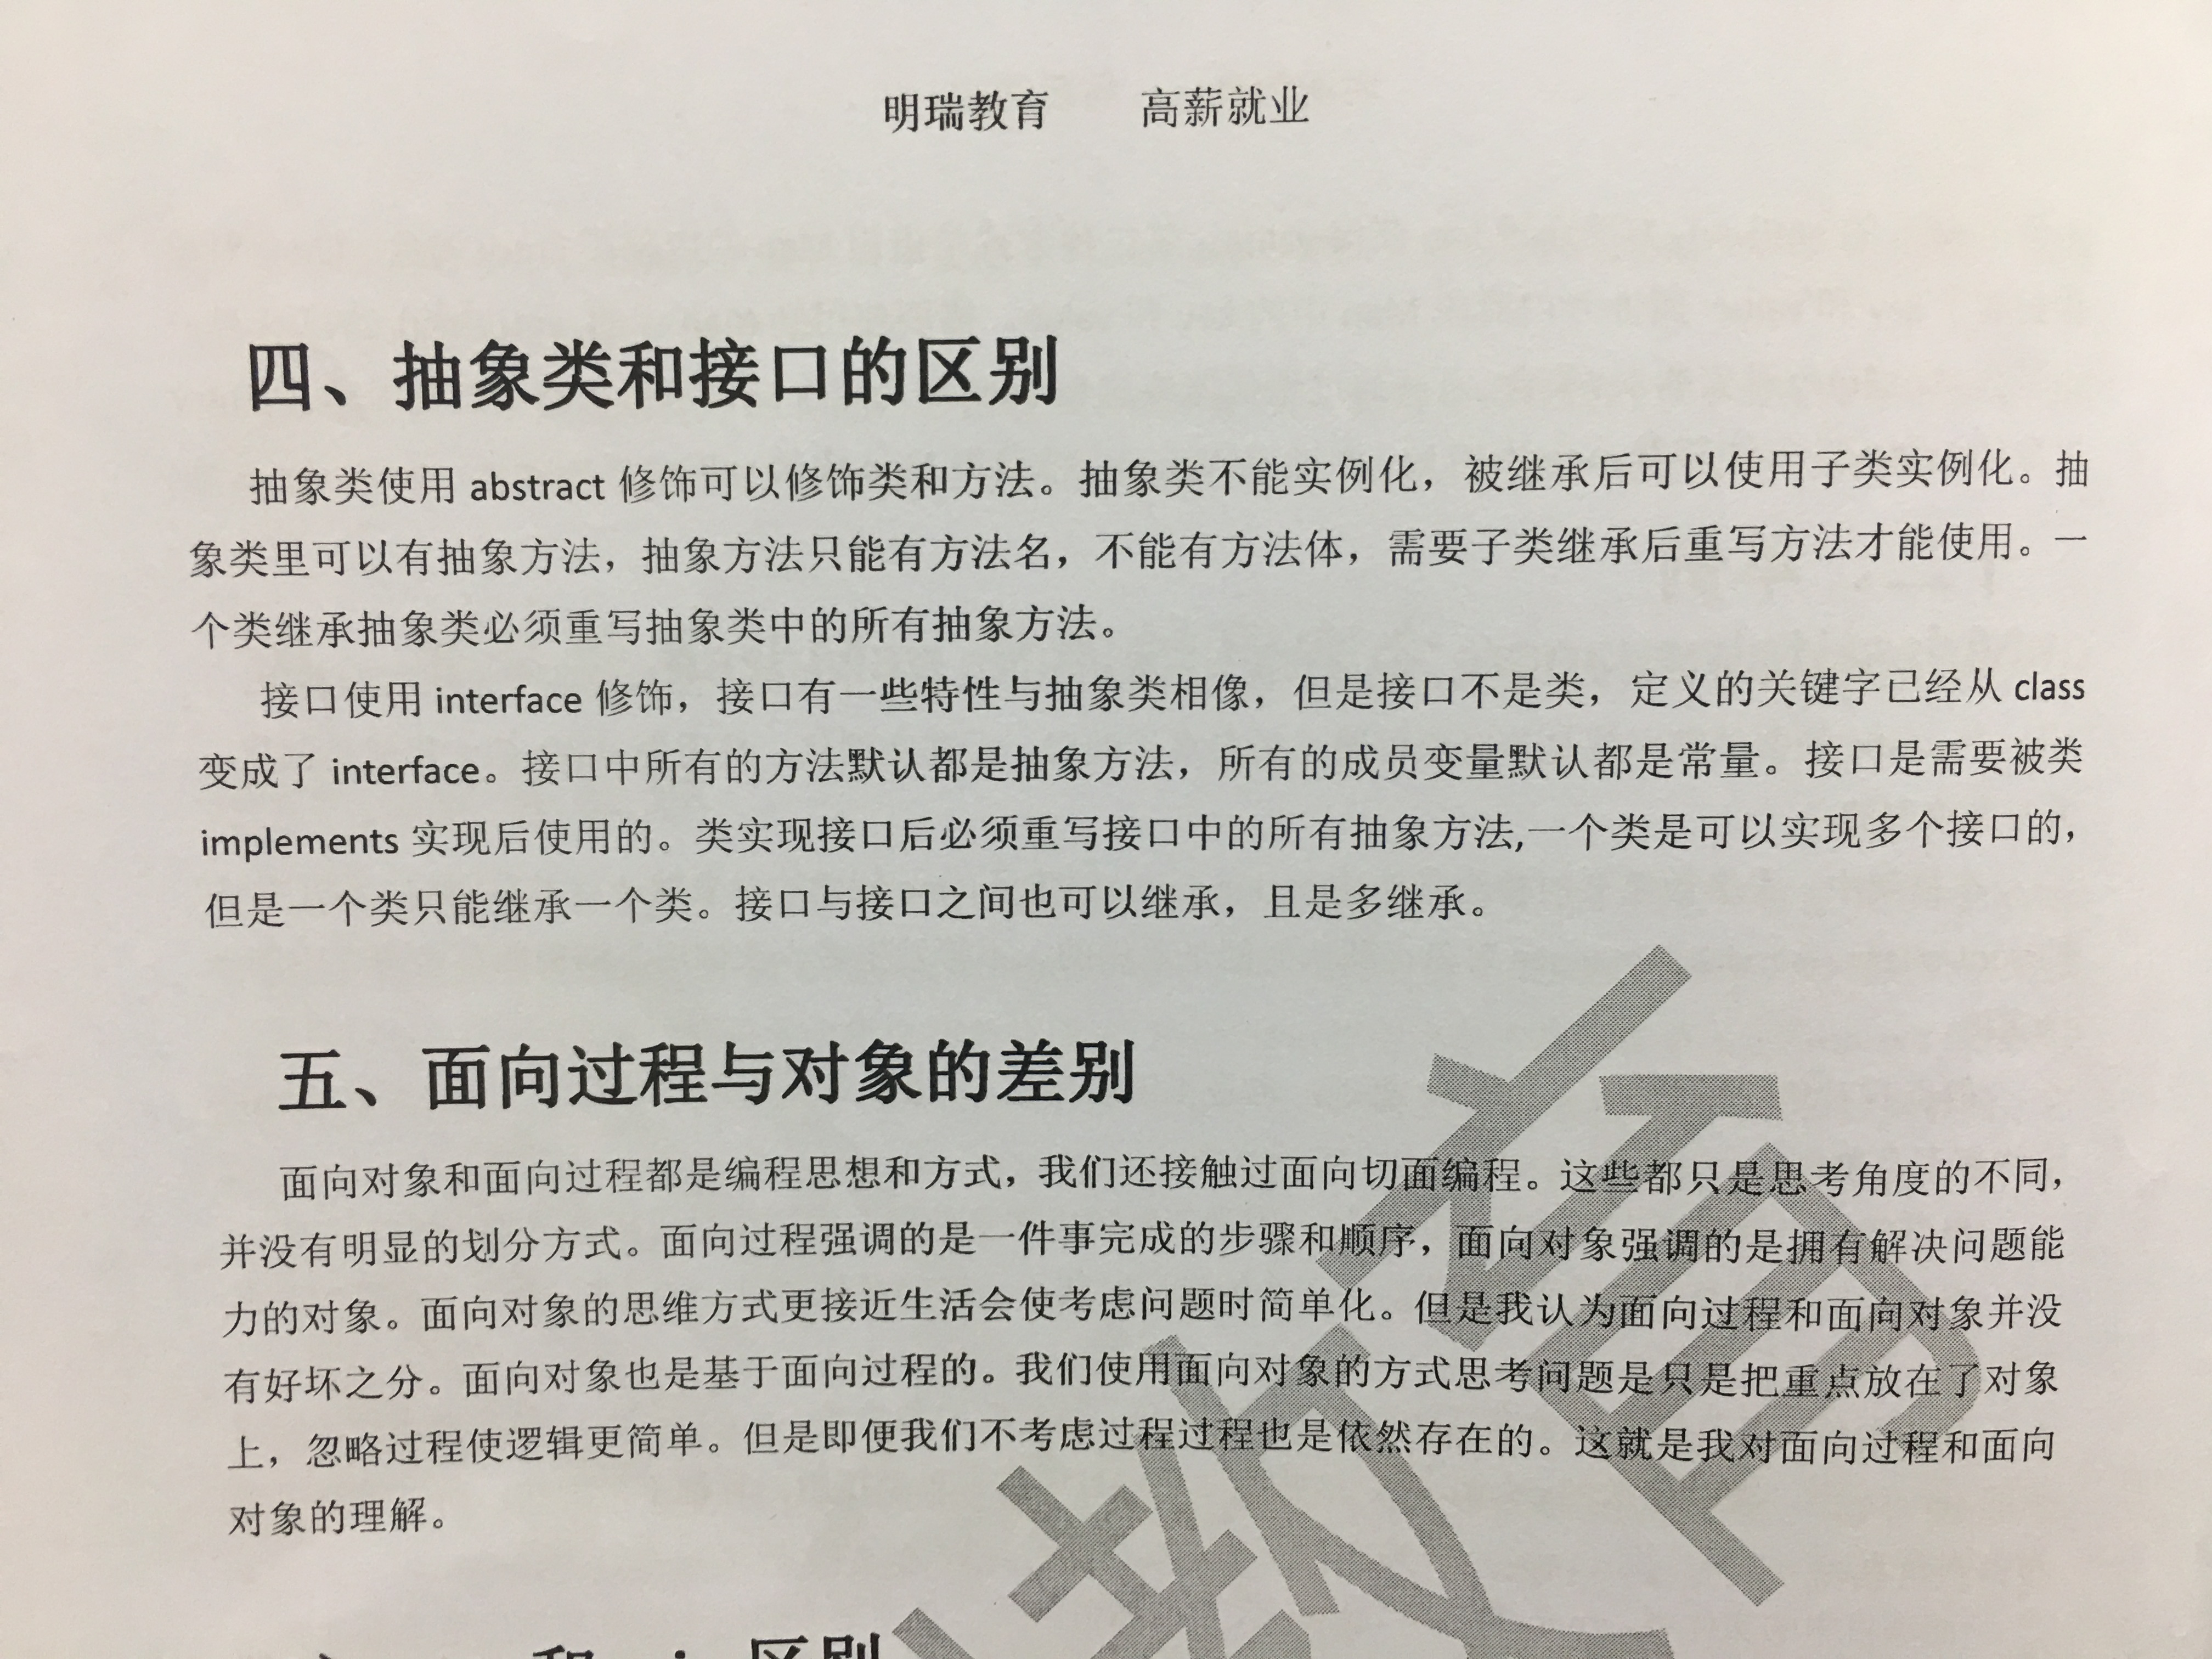 明瑞教育 高薪就业
四、抽象类和接口的区别
抽象类使用 abstract 修饰可以修饰类和方法。抽象类不能实例化，被继承后可以使用子类实例化。抽
象类里可以有抽象方法，抽象方法只能有方法名，不能有方法体，需要子类继承后重写方法才能使用。一
个类继承抽象类必须重写抽象类中的所有抽象方法。
接口使用 interface 修饰，接口有一些特性与抽象类相像，但是接口不是类，定义的关键字已经从 class
变成了 interface。接口中所有的方法默认都是抽象方法，所有的成员变量默认都是常量。接口是需要被类
implements 实现后使用的。类实现接口后必须重写接口中的所有抽象方法,一个类是可以实现多个接口的，
但是一个类只能继承一个类。接口与接口之间也可以继承，且是多继承。
五、面向过程与对象的差别
面向对象和面向过程都是编程思想和方式，我们还接触过面向切面编程。这些都只是思考角度的不同，
并没有明显的划分方式。面向过程强调的是一件事完成的步骤和顺序，面向对象强调的是拥有解决问题能
力的对象。面向对象的思维方式更接近生活会使考虑问题时简单化。但是我认为面向过程和面向对象并没
有好坏之分。面向对象也是基于面向过程的。我们使用面向对象的方式思考问题是只是把重点放在了对象
上，忽略过程使逻辑更简单。但是即便我们不考虑过程过程也是依然存在的。这就是我对面向过程和面向
对象的理解。
和 区别
教育